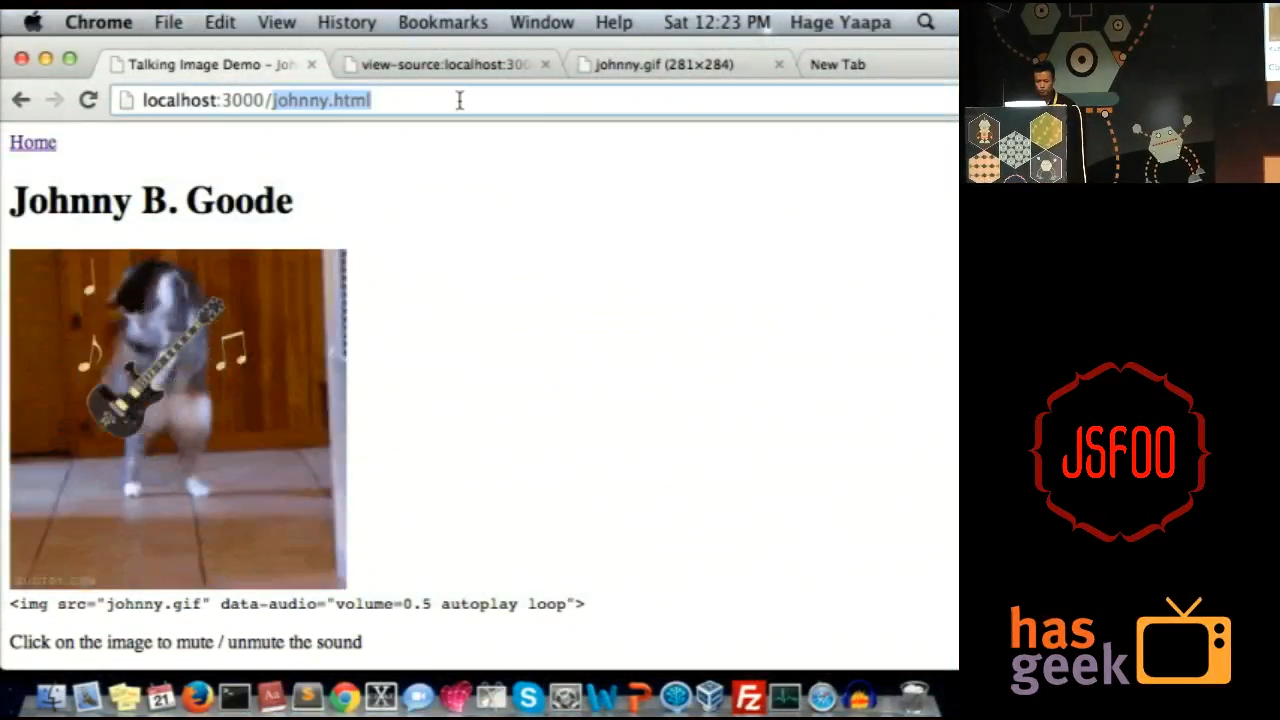 Chrome File Edit View History Bookmarks Window Help Sat 12:23 PM Hage Yaapa
Talking Image Demo - Joh
view-source:localhost:300
johnny.gif (281×284)
New Tab
localhost:3000/johnny.html
Home
Johnny B. Goode
<img src="johnny.gif" data-audio="volume=0.5 autoplay loop">
Click on the image to mute / unmute the sound
JSFOO
has
geek
21
Fz